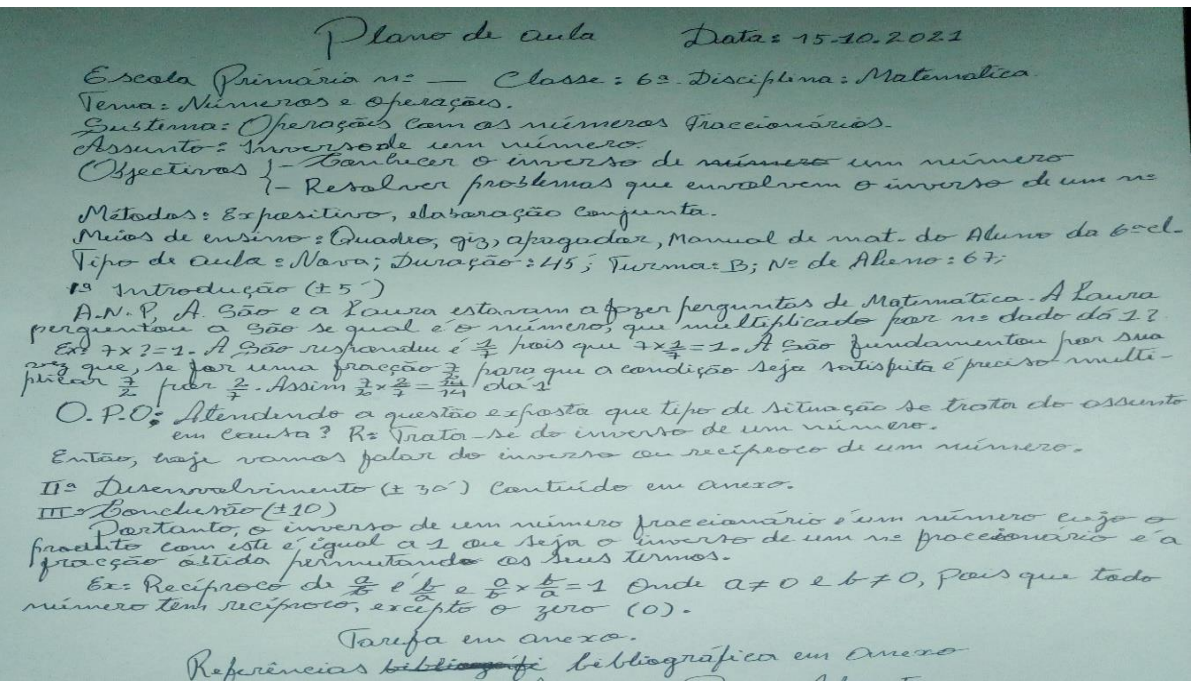 Plano de aula Data: 15.10.2021
Escola Primária nº — Classe: 6ª. Disciplina: Matematica.
Tema: Números e operações.
Subtema: Operações com os números fraccionários.
Assunto: Inverso de um número.
Objectivos { - Conhecer o inverso de número um número
- Resolver problemas que envolvem o inverso de um nº
Métodos: Expositivo, elaboração conjunta.
Meios de ensino: Quadro, giz, apagador, Manual de mat. do Aluno da 6ª cl.
Tipo de aula: Nova; Duração: 45´; Turma: B; Nº de Aluno: 67;
1ª Introdução (±5´)
A.N.P, A São e a Laura estavam a fazer perguntas de Matemática. A Laura
perguntou a São se qual é o número, que multiplicado por nº dado dá 1?
Ex: 7x?=1. A São respondeu é 1/7 pois que 7x1/7=1. A São fundamentou por sua
vez que, se for uma fracção 7/2 para que a condição seja satisfeita é preciso multi-
plicar 7/2 por 2/7. Assim 7/2x2/7=14/14 dá 1
O.P.O: Atendendo a questão exposta que tipo de situação se trata do assunto
em causa? R: Trata-se do inverso de um número.
Então, hoje vamos falar do inverso ou recíproco de um número.
IIª Desenvolvimento (± 30´) Conteúdo em anexo.
IIIª Conclusão (±10)
Portanto, o inverso de um número fraccionário é um número cujo o
produto com este é igual a 1 ou seja o inverso de um nº fraccionário é a
fracção obtida permutando os seus termos.
Ex: Recíproco de a/b é b/a e a/b x b/a = 1 Onde a ≠ 0 e b ≠ 0, pois que todo
número tem recíproco, excepto o zero (0).
Tarefa em anexo.
Referências bibliográfica em anexo